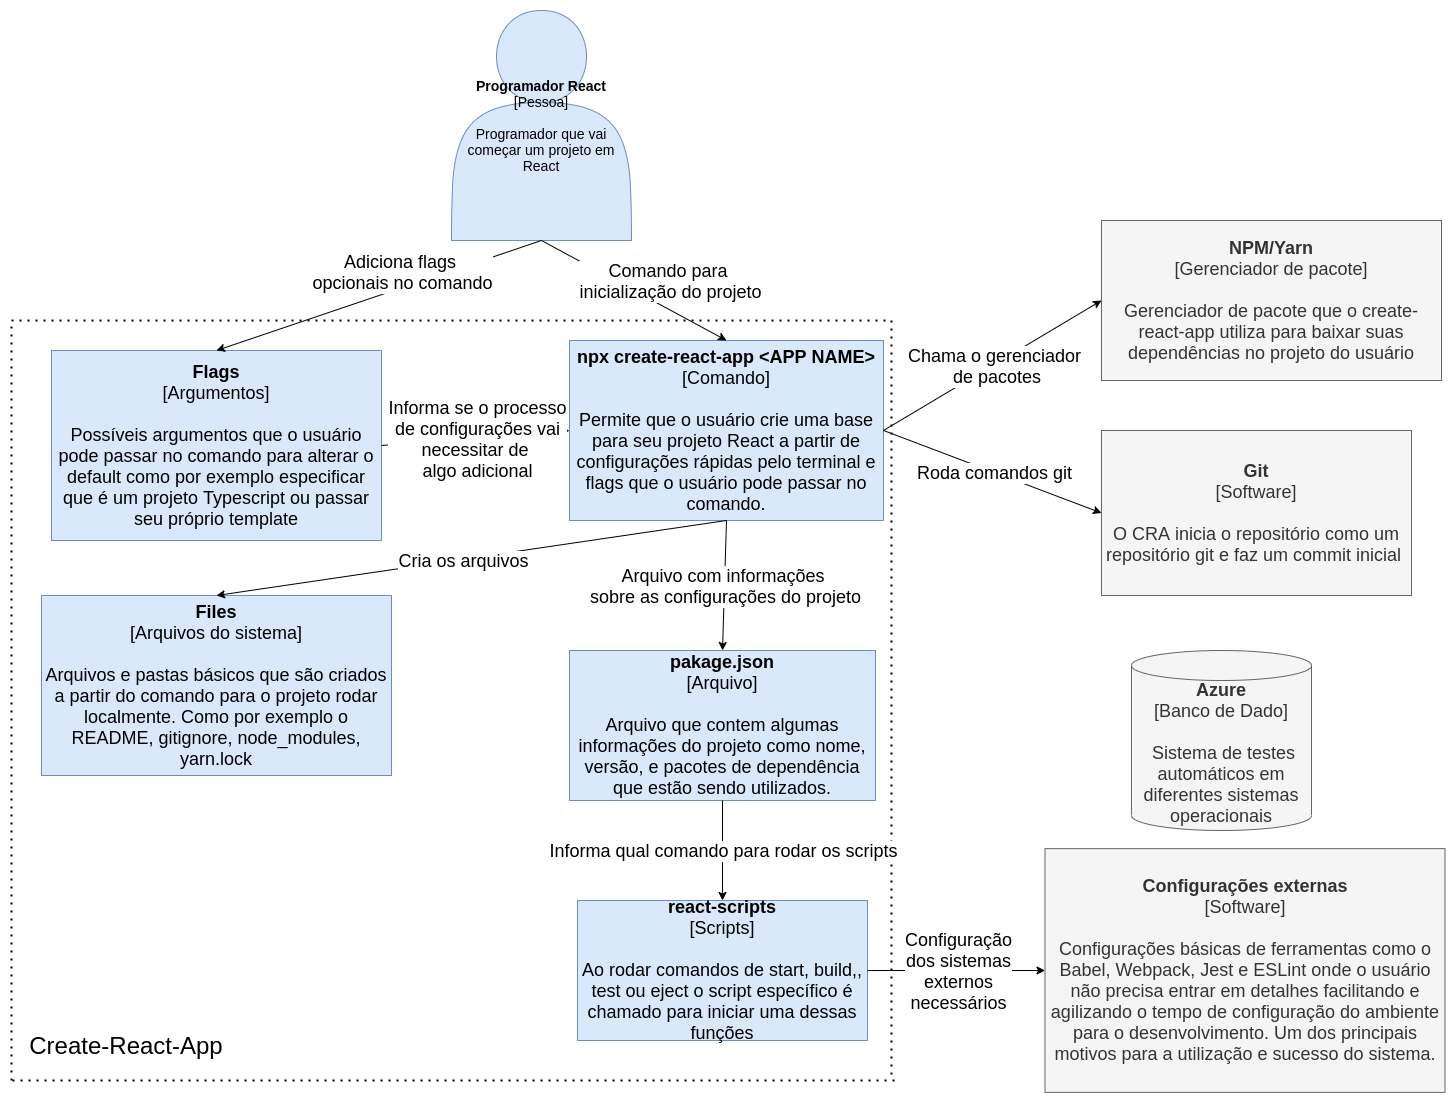 Programador React
[Pessoa]
Programador que vai
começar um projeto em
React
Adiciona flags
opcionais no comando
Comando para
inicialização do projeto
Flags
[Argumentos]
Possíveis argumentos que o usuário
pode passar no comando para alterar o
default como por exemplo especificar
que é um projeto Typescript ou passar
seu próprio template
Informa se o processo
de configurações vai
necessitar de
algo adicional
npx create-react-app <APP NAME>
[Comando]
Permite que o usuário crie uma base
para seu projeto React a partir de
configurações rápidas pelo terminal e
flags que o usuário pode passar no
comando.
Chama o gerenciador
de pacotes
Roda comandos git
NPM/Yarn
[Gerenciador de pacote]
Gerenciador de pacote que o create-
react-app utiliza para baixar suas
dependências no projeto do usuário
Git
[Software]
O CRA inicia o repositório como um
repositório git e faz um commit inicial
Cria os arquivos
Arquivo com informações
sobre as configurações do projeto
Files
[Arquivos do sistema]
Arquivos e pastas básicos que são criados
a partir do comando para o projeto rodar
localmente. Como por exemplo o
README, gitignore, node_modules,
yarn.lock
pakage.json
[Arquivo]
Arquivo que contem algumas
informações do projeto como nome,
versão, e pacotes de dependência
que estão sendo utilizados.
Azure
[Banco de Dado]
Sistema de testes
automáticos em
diferentes sistemas
operacionais
Informa qual comando para rodar os scripts
react-scripts
[Scripts]
Ao rodar comandos de start, build,,
test ou eject o script específico é
chamado para iniciar uma dessas
funções
Configuração
dos sistemas
externos
necessários
Configurações externas
[Software]
Configurações básicas de ferramentas como o
Babel, Webpack, Jest e ESLint onde o usuário
não precisa entrar em detalhes facilitando e
agilizando o tempo de configuração do ambiente
para o desenvolvimento. Um dos principais
motivos para a utilização e sucesso do sistema.
Create-React-App